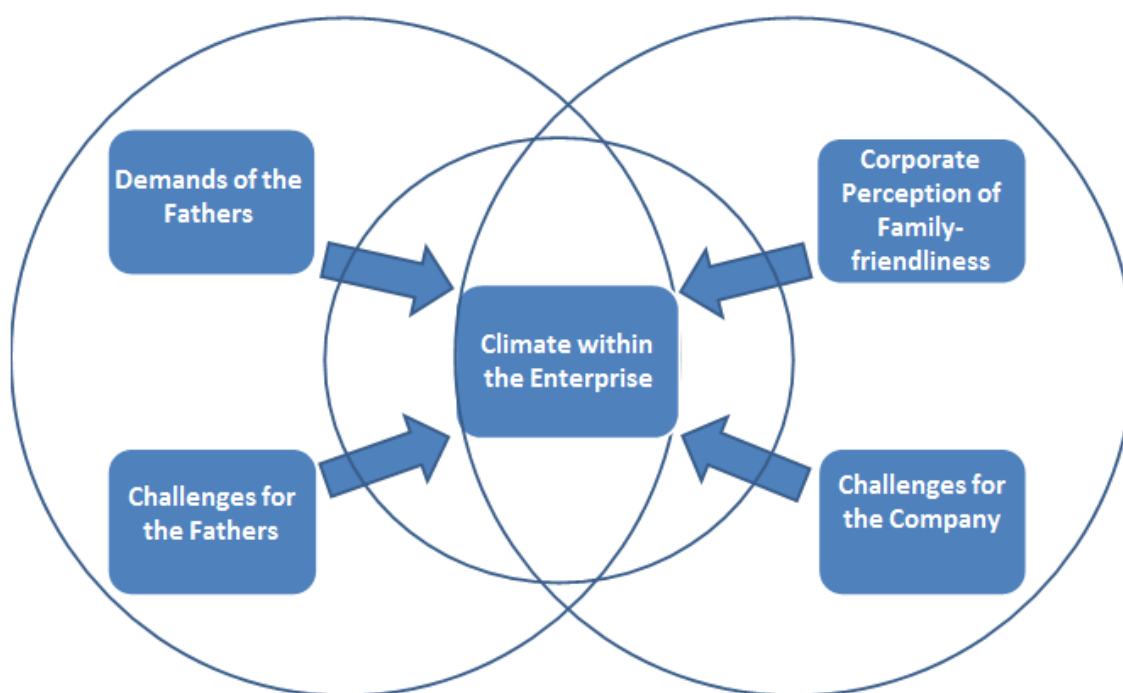 Demands of the
Fathers
Corporate
Perception of
Family-
friendliness
Climate within
the Enterprise
Challenges for
the Fathers
Challenges for
the Company